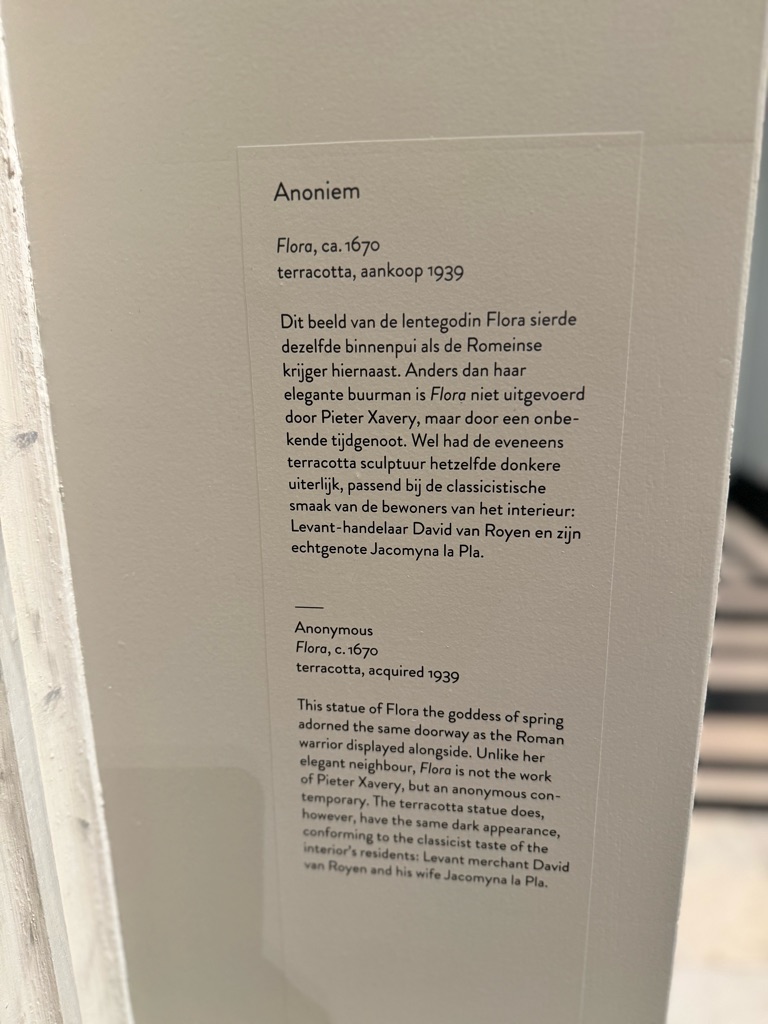 Anoniem
Flora, ca. 1670
terracotta, aankoop 1939
Dit beeld van de lentegodin Flora sierde
dezelfde binnenpui als de Romeinse
krijger hiernaast. Anders dan haar
elegante buurman is Flora niet uitgevoerd
door Pieter Xavery, maar door een onbe-
kende tijdgenoot. Wel had de eveneens
terracotta sculptuur hetzelfde donkere
uiterlijk, passend bij de classicistische
smaak van de bewoners van het interieur:
Levant-handelaar David van Royen en zijn
echtgenote Jacomyna la Pla.
Anonymous
Flora, c. 1670
terracotta, acquired 1939
This statue of Flora the goddess of spring
adorned the same doorway as the Roman
warrior displayed alongside. Unlike her
elegant neighbour, Flora is not the work
of Pieter Xavery, but an anonymous con-
temporary. The terracotta statue does,
however, have the same dark appearance,
conforming to the classicist taste of the
interior's residents: Levant merchant David
van Royen and his wife Jacomyna la Pla.